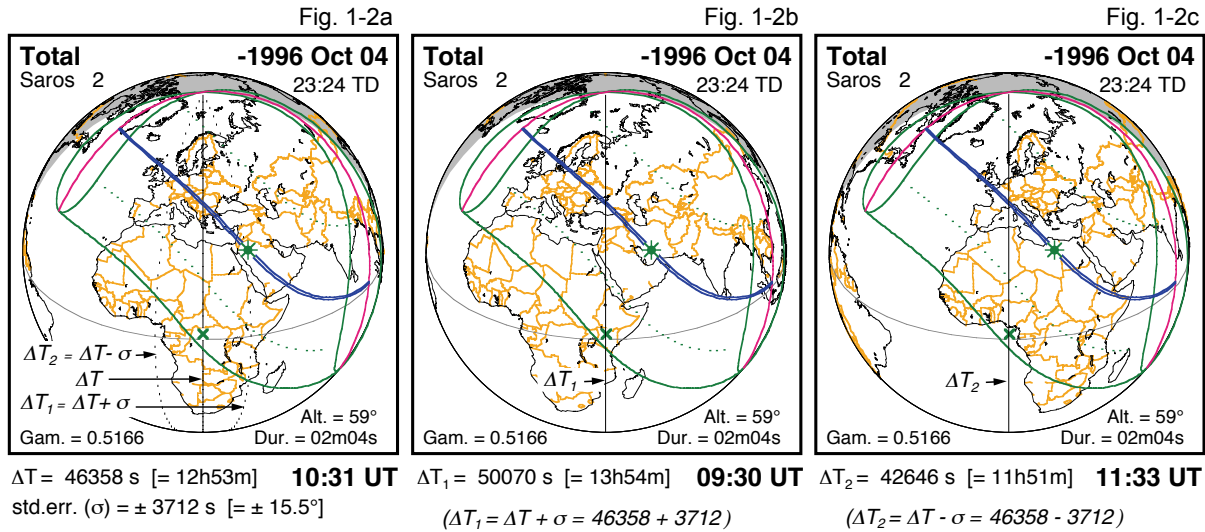 Fig. 1-2a
Total
-1996 Oct 04
Saros 2
23:24 TD
ΔT₂ = ΔT- σ
ΔT
ΔT₁ = ΔT+ σ
Alt. = 59°
Gam. = 0.5166
Dur. = 02m04s
ΔT = 46358 s [= 12h53m] 10:31 UT
std.err. (σ) = ± 3712 s [= ± 15.5°]
Fig. 1-2b
Total
-1996 Oct 04
Saros 2
23:24 TD
ΔT₁
Alt. = 59°
Gam. = 0.5166
Dur. = 02m04s
ΔT₁ = 50070 s [= 13h54m] 09:30 UT
(ΔT₁ = ΔT + σ = 46358 + 3712)
Fig. 1-2c
Total
-1996 Oct 04
Saros 2
23:24 TD
ΔT₂
Alt. = 59°
Gam. = 0.5166
Dur. = 02m04s
ΔT₂ = 42646 s [= 11h51m] 11:33 UT
(ΔT₂ = ΔT - σ = 46358 - 3712)